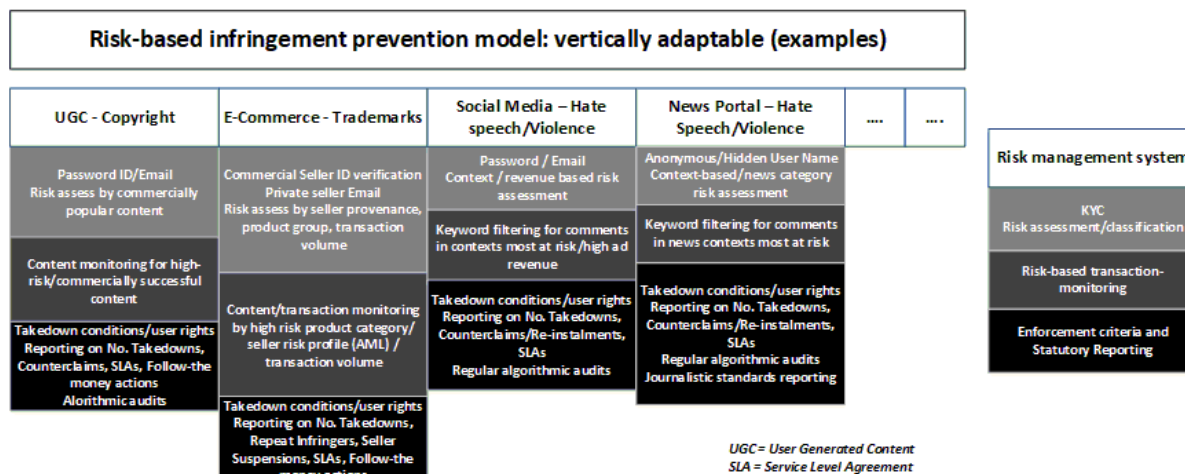 Risk-based infringement prevention model: vertically adaptable (examples)
UGC - Copyright
E-Commerce - Trademarks
Social Media – Hate
speech/Violence
News Portal – Hate
Speech/Violence
....
....
Password ID/Email
Risk assess by commercially
popular content
Content monitoring for high-
risk/commercially successful
content
Takedown conditions/user rights
Reporting on No. Takedowns,
Counterclaims, SLAs, Follow-the
money actions
Alorithmic audits
Commercial Seller ID verification
Private seller Email
Risk assess by seller provenance,
product group, transaction
volume
Content/transaction monitoring
by high risk product category/
seller risk profile (AML) /
transaction volume
Takedown conditions/user rights
Reporting on No. Takedowns,
Repeat Infringers, Seller
Suspensions, SLAs, Follow-the
money actions
Password / Email
Context / revenue based risk
assessment
Keyword filtering for comments
in contexts most at risk/high ad
revenue
Takedown conditions/user rights
Reporting on No. Takedowns,
Counterclaims/Re-instalments,
SLAs
Regular algorithmic audits
Anonymous/Hidden User Name
Context-based/news category
risk assessment
Keyword filtering for comments
in news contexts most at risk
Takedown conditions/user rights
Reporting on No. Takedowns,
Counterclaims/Re-instalments,
SLAs
Regular algorithmic audits
Journalistic standards reporting
Risk management system
KYC
Risk assessment/classification
Risk-based transaction-
monitoring
Enforcement criteria and
Statutory Reporting
UGC = User Generated Content
SLA = Service Level Agreement